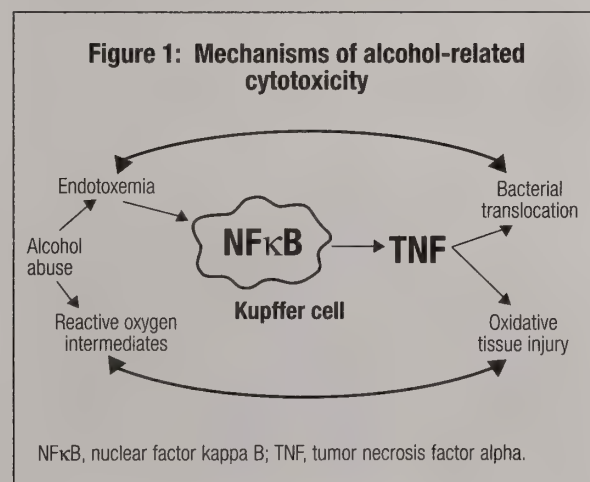 Figure 1: Mechanisms of alcohol-related
cytotoxicity
Endotoxemia
Bacterial
translocation
Alcohol
abuse
NFκB
TNF
Kupffer cell
Reactive oxygen
intermediates
Oxidative
tissue injury
NFκB, nuclear factor kappa B; TNF, tumor necrosis factor alpha.